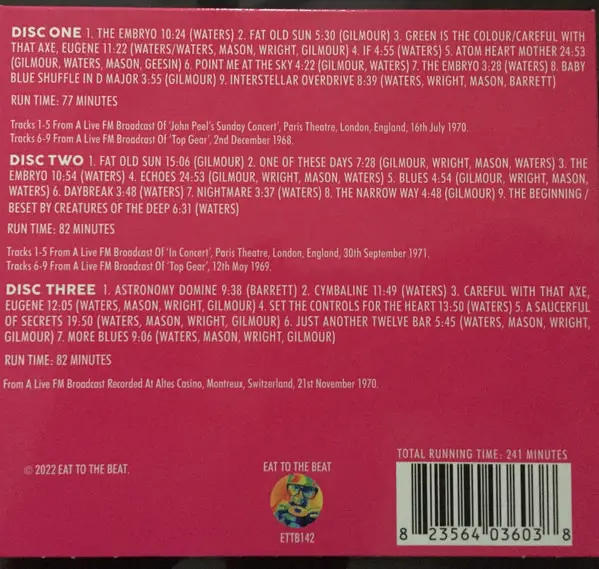 DISC ONE 1. THE EMBRYO 10:24 (WATERS) 2. FAT OLD SUN 5:30 (GILMOUR) 3. GREEN IS THE COLOUR/CAREFUL WITH
THAT AXE, EUGENE 11:22 (WATERS/WATERS, MASON, WRIGHT, GILMOUR) 4. IF 4:55 (WATERS) 5. ATOM HEART MOTHER 24:53
(GILMOUR, WATERS, MASON, GEESIN) 6. POINT ME AT THE SKY 4:22 (GILMOUR, WATERS) 7. THE EMBRYO 3:28 (WATERS) 8. BABY
BLUE SHUFFLE IN D MAJOR 3:55 (GILMOUR) 9. INTERSTELLAR OVERDRIVE 8:39 (WATERS, WRIGHT, MASON, BARRETT)
RUN TIME: 77 MINUTES
Tracks 1-5 From A Live FM Broadcast Of 'John Peel's Sunday Concert', Paris Theatre, London, England, 16th July 1970.
Tracks 6-9 From A Live FM Broadcast Of 'Top Gear', 2nd December 1968.
DISC TWO 1. FAT OLD SUN 15:06 (GILMOUR) 2. ONE OF THESE DAYS 7:28 (GILMOUR, WRIGHT, MASON, WATERS) 3. THE
EMBRYO 10:54 (WATERS) 4. ECHOES 24:53 (GILMOUR, WRIGHT, MASON, WATERS) 5. BLUES 4:54 (GILMOUR, WRIGHT, MASON,
WATERS) 6. DAYBREAK 3:48 (WATERS) 7. NIGHTMARE 3:37 (WATERS) 8. THE NARROW WAY 4:48 (GILMOUR) 9. THE BEGINNING /
BESET BY CREATURES OF THE DEEP 6:31 (WATERS)
RUN TIME: 82 MINUTES
Tracks 1-5 From A Live FM Broadcast Of 'In Concert', Paris Theatre, London, England, 30th September 1971.
Tracks 6-9 From A Live FM Broadcast Of 'Top Gear', 12th May 1969.
DISC THREE 1. ASTRONOMY DOMINE 9:38 (BARRETT) 2. CYMBALINE 11:49 (WATERS) 3. CAREFUL WITH THAT AXE,
EUGENE 12:05 (WATERS, MASON, WRIGHT, GILMOUR) 4. SET THE CONTROLS FOR THE HEART 13:50 (WATERS) 5. A SAUCERFUL
OF SECRETS 19:50 (WATERS, MASON, WRIGHT, GILMOUR) 6. JUST ANOTHER TWELVE BAR 5:45 (WATERS, MASON, WRIGHT,
GILMOUR) 7. MORE BLUES 9:06 (WATERS, MASON, WRIGHT, GILMOUR)
RUN TIME: 82 MINUTES
From A Live FM Broadcast Recorded At Altes Casino, Montreux, Switzerland, 21st November 1970.
TOTAL RUNNING TIME: 241 MINUTES
© 2022 EAT TO THE BEAT.
EAT TO THE BEAT
ETTB142
8 23564 03603 8